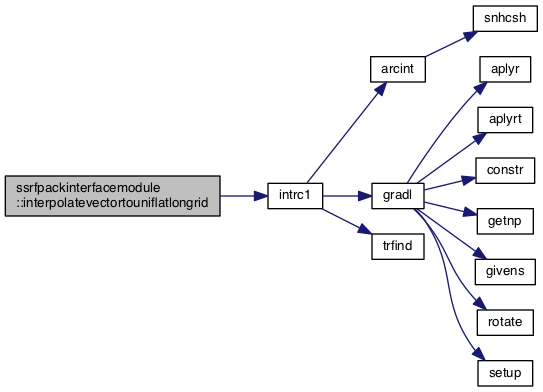 ssrfpackinterfacemodule
::interpolatevectortouniflatlongrid
intrc1
arcint
gradl
trfind
snhcsh
aplyr
aplyrt
constr
getnp
givens
rotate
setup